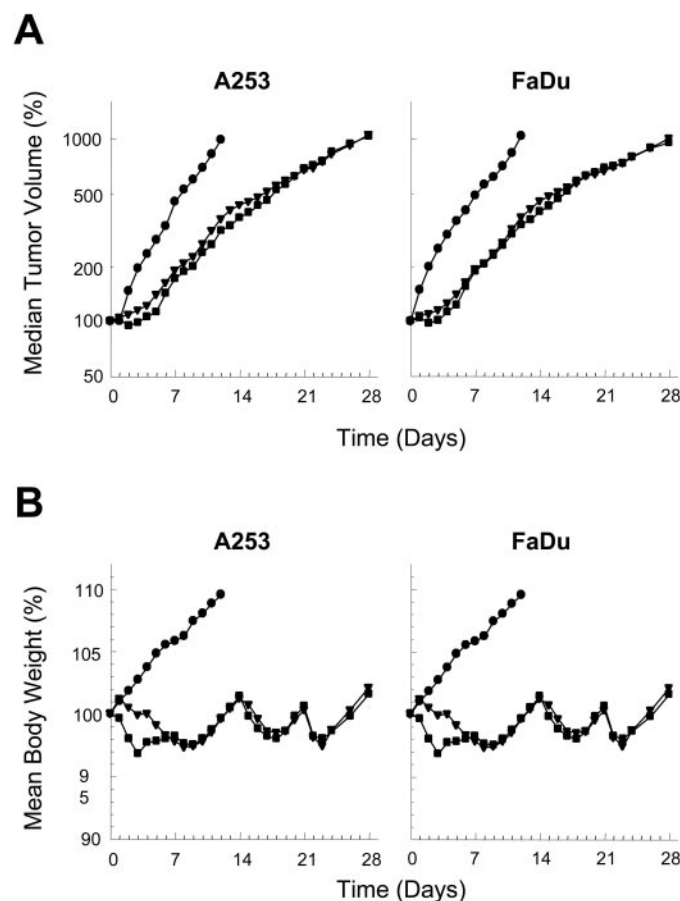 A
A253 FaDu
Median Tumor Volume (%)
1000
500
200
100
50
0 7 14 21 28 0 7 14 21 28
Time (Days)
B
A253 FaDu
Mean Body Weight (%)
110
105
100
9
5
90
0 7 14 21 28 0 7 14 21 28
Time (Days)